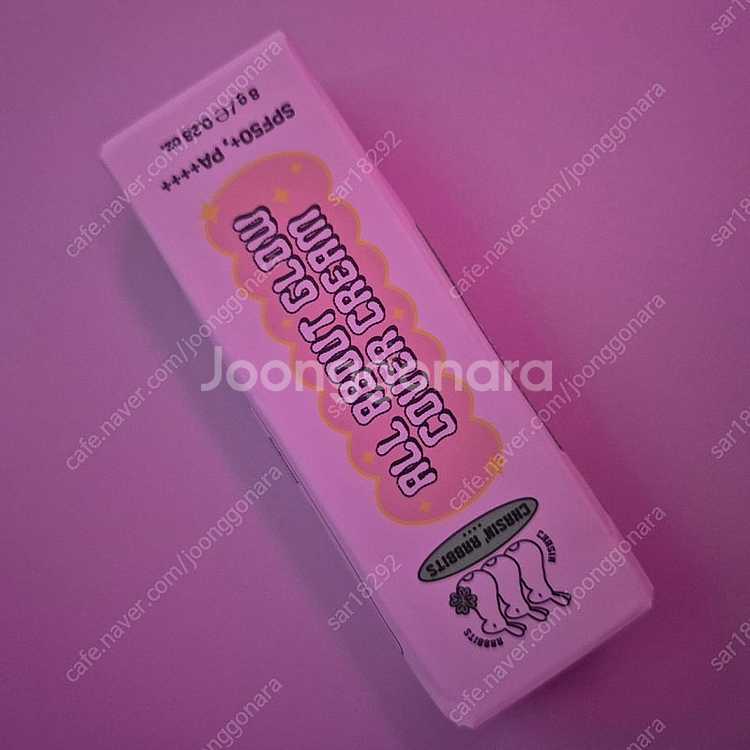 SPF50+, PA++++
8 g / ℮ 0.28 oz.
ALL ABOUT GLOW
COVER CREAM
CHASIN' RABBITS
CHASIN'
RABBITS
Joonggonara
cafe.naver.com/joonggonara
sar18292